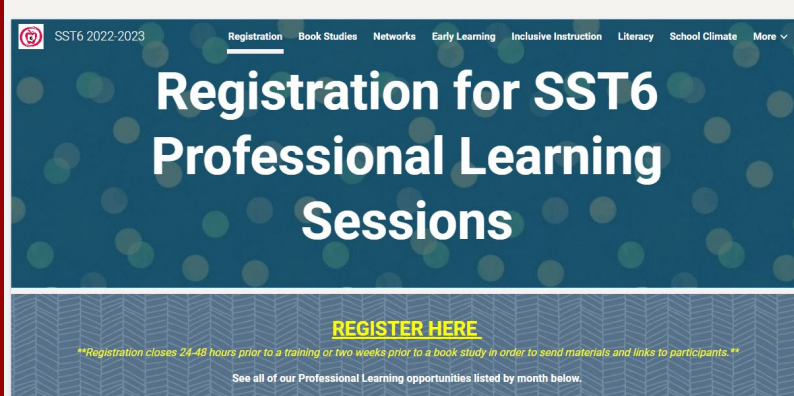 SST6 2022-2023 Registration Book Studies Networks Early Learning Inclusive Instruction Literacy School Climate More
Registration for SST6
Professional Learning
Sessions
REGISTER HERE
**Registration closes 24-48 hours prior to a training or two weeks prior to a book study in order to send materials and links to participants.**
See all of our Professional Learning opportunities listed by month below.